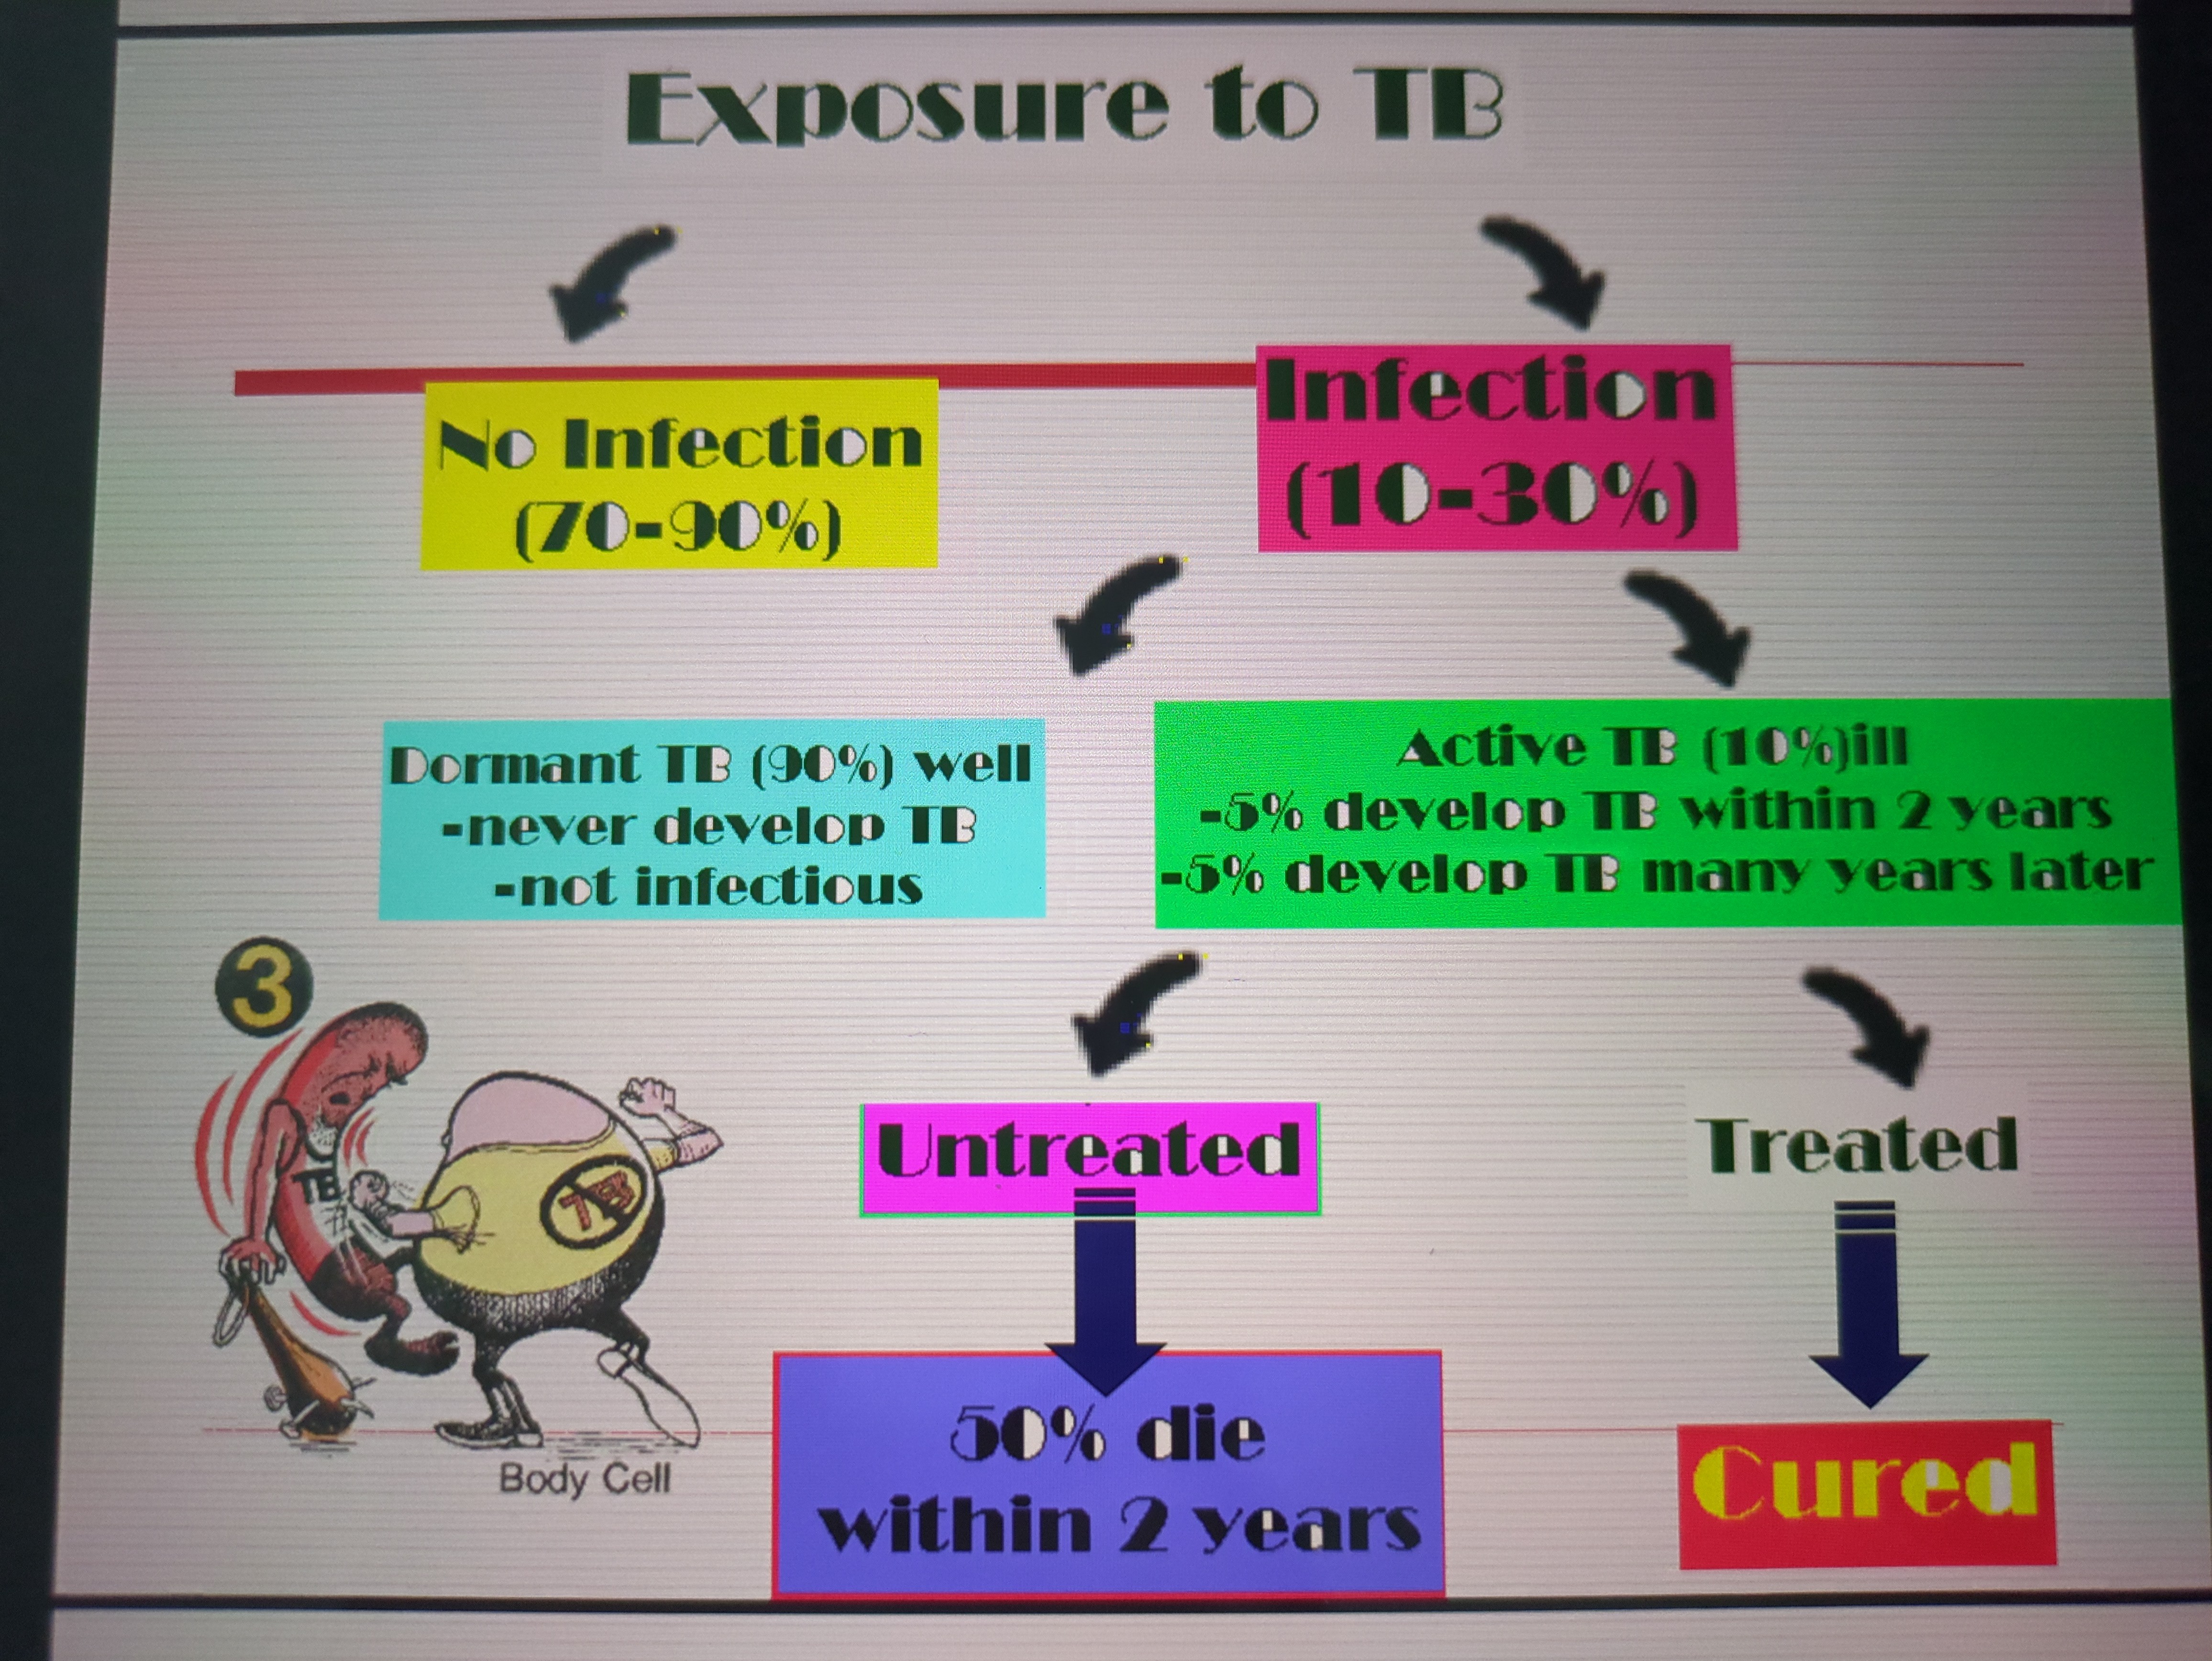 Exposure to TB
No Infection
(70-90%)
Infection
(10-30%)
Dormant TB (90%) well
-never develop TB
-not infectious
Active TB (10%)ill
-5% develop TB within 2 years
-5% develop TB many years later
3
TB
TB
Body Cell
Untreated
50% die
within 2 years
Treated
Cured